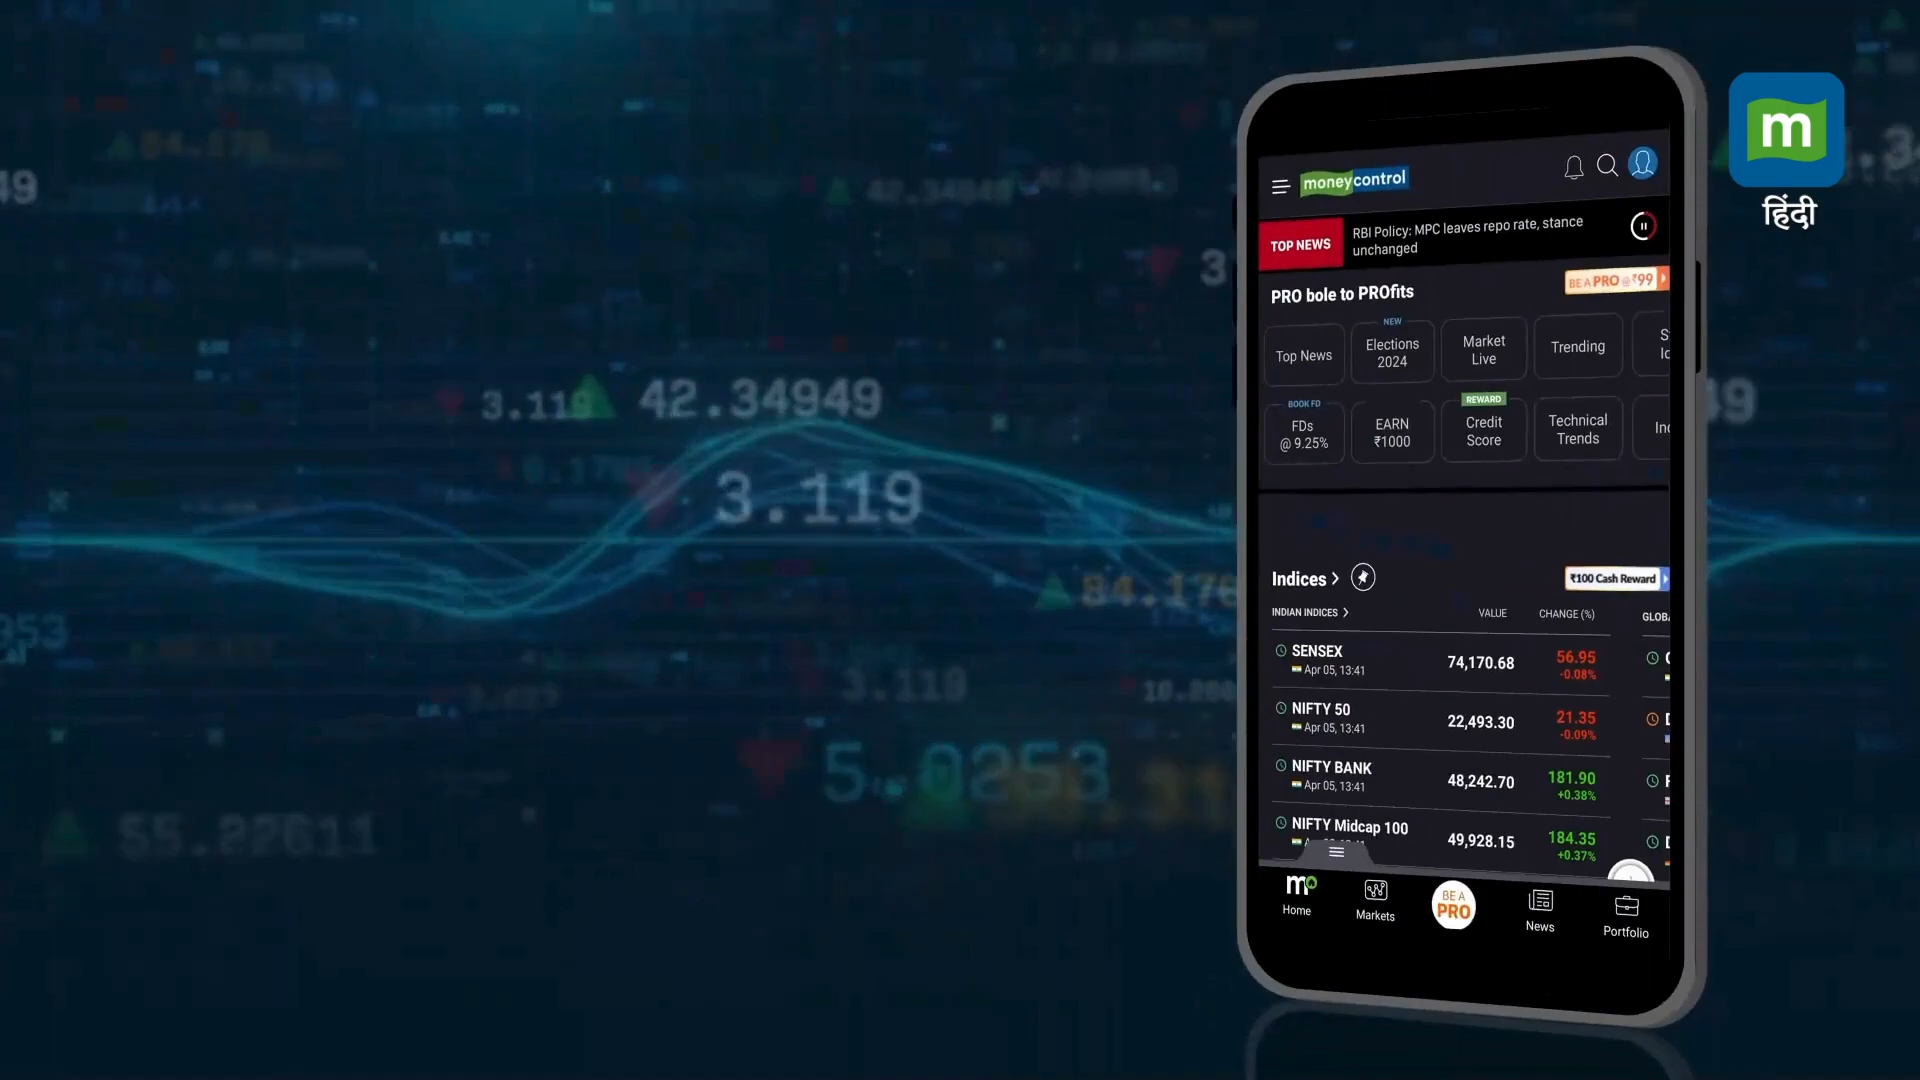 m
हिंदी
moneycontrol
TOP NEWS
RBI Policy: MPC leaves repo rate, stance
unchanged
PRO bole to PROfits
BE A PRO @ ₹99
Top News
NEW
Elections
2024
Market
Live
Trending
BOOK FD
FDs
@ 9.25%
EARN
₹1000
REWARD
Credit
Score
Technical
Trends
Indices >
₹100 Cash Reward
INDIAN INDICES >
VALUE
CHANGE (%)
SENSEX
Apr 05, 13:41
74,170.68
56.95
-0.08%
NIFTY 50
Apr 05, 13:41
22,493.30
21.35
-0.09%
NIFTY BANK
Apr 05, 13:41
48,242.70
181.90
+0.38%
NIFTY Midcap 100
49,928.15
184.35
+0.37%
Home
Markets
BE A
PRO
News
Portfolio
3.119
42.34949
3.119
84.176
3.119
5.0253
55.22611